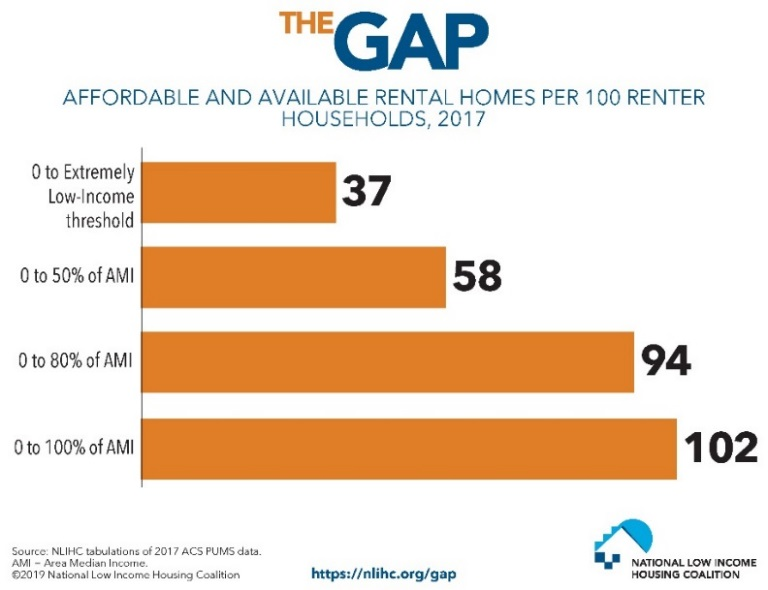 THE GAP
AFFORDABLE AND AVAILABLE RENTAL HOMES PER 100 RENTER
HOUSEHOLDS, 2017
0 to Extremely
Low-Income
threshold
37
0 to 50% of AMI
58
0 to 80% of AMI
94
0 to 100% of AMI
102
Source: NLIHC tabulations of 2017 ACS PUMS data.
AMI – Area Median Income.
©2019 National Low Income Housing Coalition
https://nlihc.org/gap
NATIONAL LOW INCOME
HOUSING COALITION